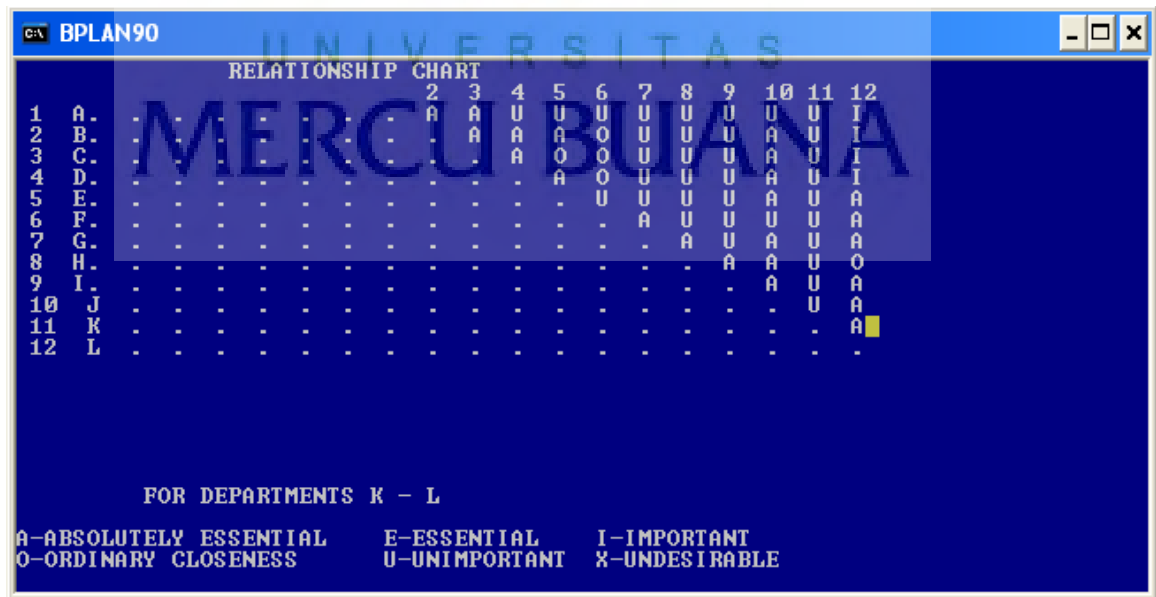 BPLAN90
UNIVERSITAS
MERCU BUANA
RELATIONSHIP CHART
2 3 4 5 6 7 8 9 10 11 12
1 A. . . . . . . . A A U U U U U U U U I
2 B. . . . . . . . . A A A O U U U A U I
3 C. . . . . . . . . . A O O U U U A U I
4 D. . . . . . . . . . . A O U U U A U I
5 E. . . . . . . . . . . . U U U U A U A
6 F. . . . . . . . . . . . . A U U U U A
7 G. . . . . . . . . . . . . . A U A U A
8 H. . . . . . . . . . . . . . . A A U O
9 I. . . . . . . . . . . . . . . . A U A
10 J . . . . . . . . . . . . . . . . U A
11 K . . . . . . . . . . . . . . . . . A
12 L . . . . . . . . . . . . . . . . . .
FOR DEPARTMENTS K - L
A-ABSOLUTELY ESSENTIAL E-ESSENTIAL I-IMPORTANT
O-ORDINARY CLOSENESS U-UNIMPORTANT X-UNDESIRABLE